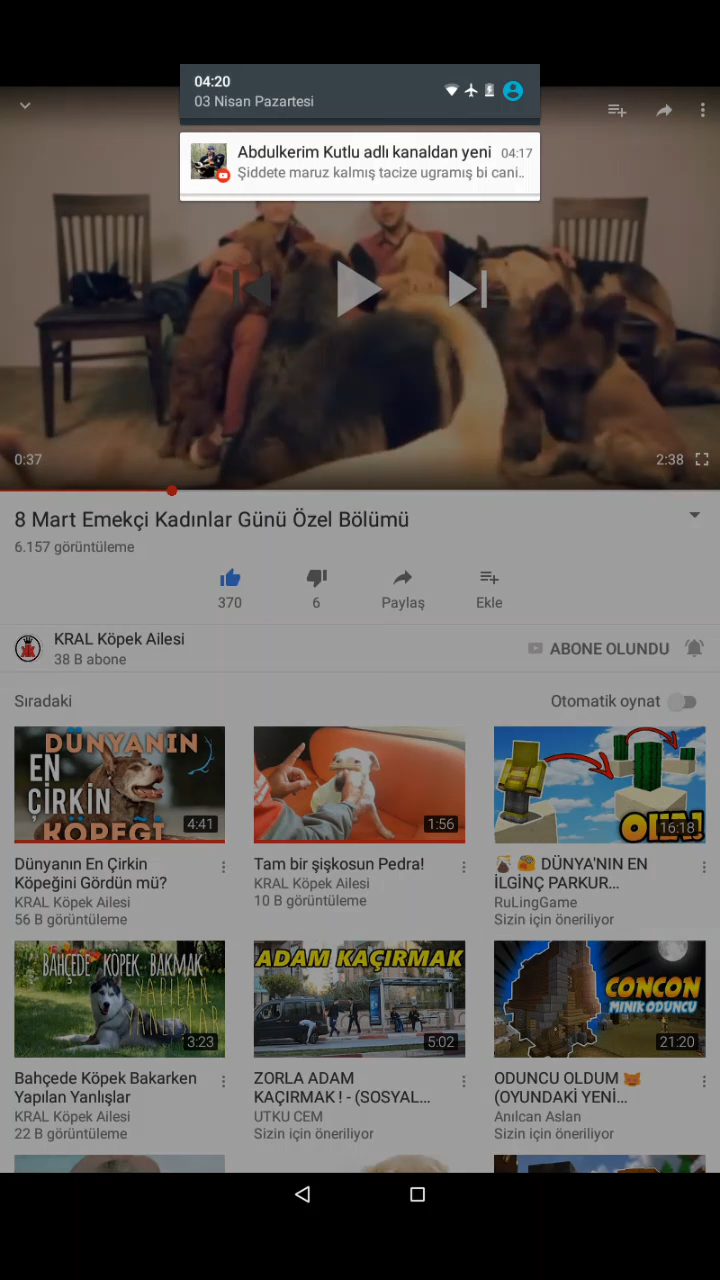 04:20
03 Nisan Pazartesi
Abdulkerim Kutlu adlı kanaldan yeni 04:17
Şiddete maruz kalmış tacize ugramış bi cani..
0:37
2:38
8 Mart Emekçi Kadınlar Günü Özel Bölümü
6.157 görüntüleme
370
6
Paylaş
Ekle
KRAL Köpek Ailesi
38 B abone
ABONE OLUNDU
Sıradaki
Otomatik oynat
DÜNYANIN
EN
ÇİRKİN
KÖPEĞİ
4:41
1:56
16:18
Dünyanın En Çirkin
Köpeğini Gördün mü?
KRAL Köpek Ailesi
56 B görüntüleme
Tam bir şişkosun Pedra!
KRAL Köpek Ailesi
10 B görüntüleme
💩 😱 DÜNYA'NIN EN
İLGİNÇ PARKUR...
RuLingGame
Sizin için öneriliyor
BAHÇEDE KÖPEK BAKMAK
YAPILAN
YANLIŞLAR
3:23
ADAM KAÇIRMAK
5:02
CONCON
MINIK ODUNCU
21:20
Bahçede Köpek Bakarken
Yapılan Yanlışlar
KRAL Köpek Ailesi
22 B görüntüleme
ZORLA ADAM
KAÇIRMAK ! - (SOSYAL...
UTKU CEM
Sizin için öneriliyor
ODUNCU OLDUM 😺
(OYUNDAKİ YENİ...
Anılcan Aslan
Sizin için öneriliyor